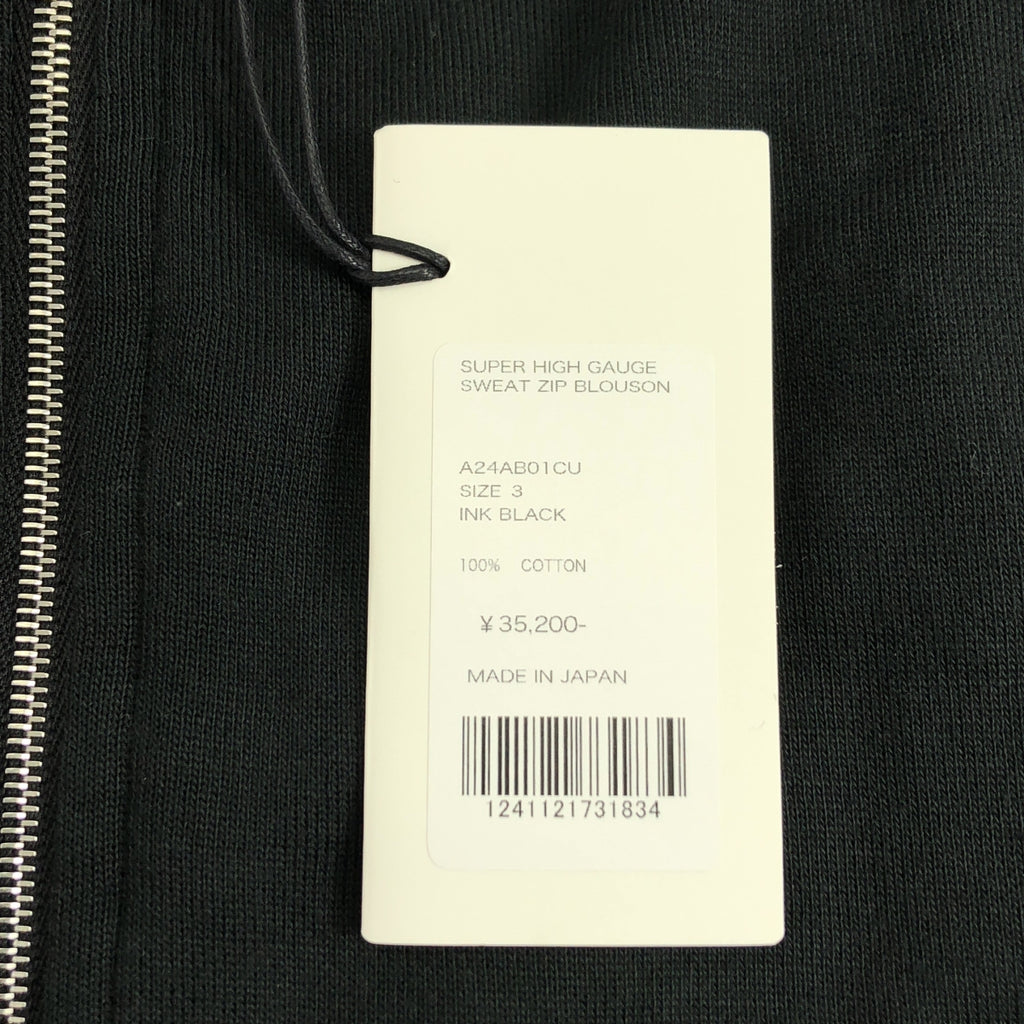 SUPER HIGH GAUGE
SWEAT ZIP BLOUSON
A24AB01CU
SIZE 3
INK BLACK
100% COTTON
¥35,200-
MADE IN JAPAN
1241121731834